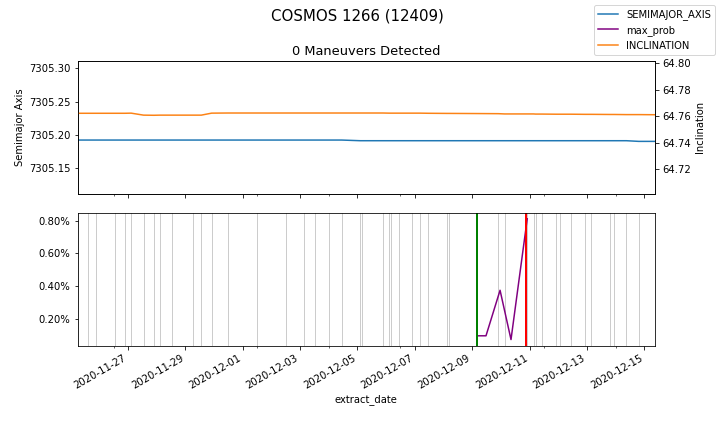 COSMOS 1266 (12409)
SEMIMAJOR_AXIS
max_prob
INCLINATION
0 Maneuvers Detected
7305.30
7305.25
7305.20
7305.15
Semimajor Axis
64.80
64.78
64.76
64.74
64.72
Inclination
0.80%
0.60%
0.40%
0.20%
2020-11-27
2020-11-29
2020-12-01
2020-12-03
2020-12-05
2020-12-07
2020-12-09
2020-12-11
2020-12-13
2020-12-15
extract_date